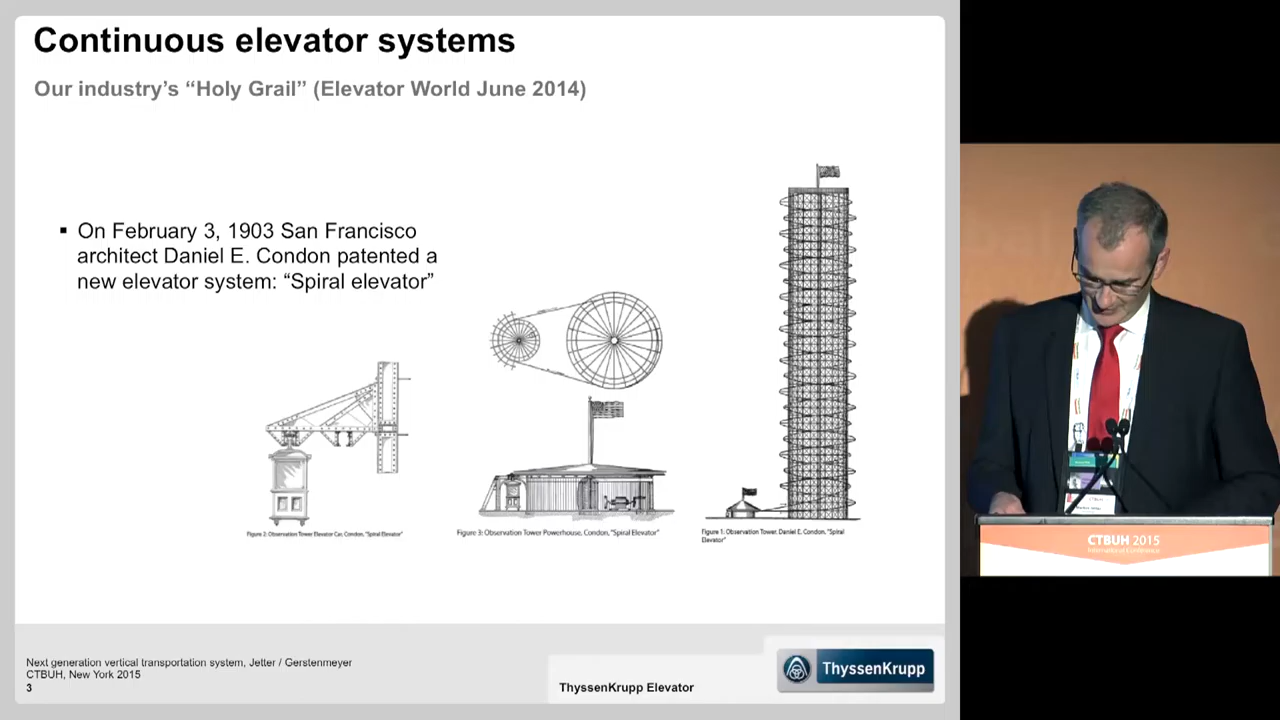 Continuous elevator systems
Our industry’s “Holy Grail” (Elevator World June 2014)
▪ On February 3, 1903 San Francisco
architect Daniel E. Condon patented a
new elevator system: “Spiral elevator”
Figure 2: Observation Tower Elevator Car, Condon, “Spiral Elevator”
Figure 3: Observation Tower Powerhouse, Condon, “Spiral Elevator”
Figure 1: Observation Tower, Daniel E. Condon, “Spiral
Elevator”
Next generation vertical transportation system, Jetter / Gerstenmeyer
CTBUH, New York 2015
3
ThyssenKrupp Elevator
ThyssenKrupp
CTBUH 2015
International Conference